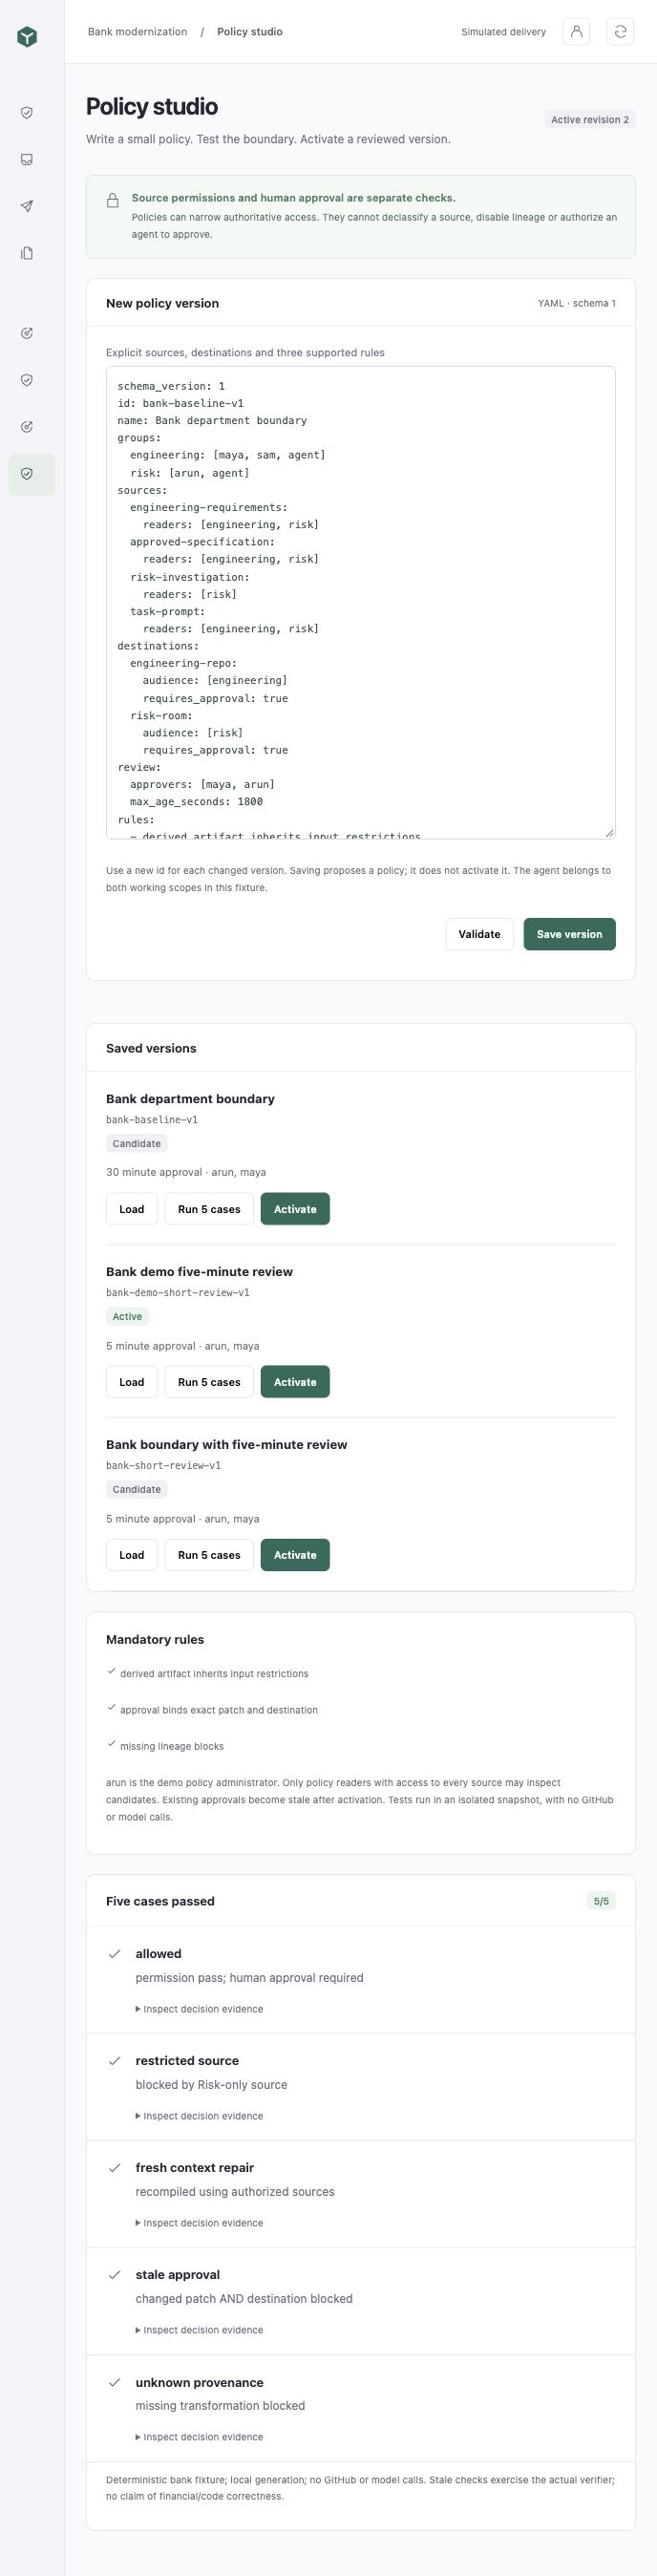 Bank modernization / Policy studio
Simulated delivery
Policy studio
Active revision 2
Write a small policy. Test the boundary. Activate a reviewed version.
Source permissions and human approval are separate checks.
Policies can narrow authoritative access. They cannot declassify a source, disable lineage or authorize an
agent to approve.
New policy version
YAML · schema 1
Explicit sources, destinations and three supported rules
schema_version: 1
id: bank-baseline-v1
name: Bank department boundary
groups:
  engineering: [maya, sam, agent]
  risk: [arun, agent]
sources:
  engineering-requirements:
    readers: [engineering, risk]
  approved-specification:
    readers: [engineering, risk]
  risk-investigation:
    readers: [risk]
  task-prompt:
    readers: [engineering, risk]
destinations:
  engineering-repo:
    audience: [engineering]
    requires_approval: true
  risk-room:
    audience: [risk]
    requires_approval: true
review:
  approvers: [maya, arun]
  max_age_seconds: 1800
rules:
  - derived_artifact_inherits_input_restrictions
Use a new id for each changed version. Saving proposes a policy; it does not activate it. The agent belongs to
both working scopes in this fixture.
Validate
Save version
Saved versions
Bank department boundary
bank-baseline-v1
Candidate
30 minute approval · arun, maya
Load
Run 5 cases
Activate
Bank demo five-minute review
bank-demo-short-review-v1
Active
5 minute approval · arun, maya
Load
Run 5 cases
Activate
Bank boundary with five-minute review
bank-short-review-v1
Candidate
5 minute approval · arun, maya
Load
Run 5 cases
Activate
Mandatory rules
derived artifact inherits input restrictions
approval binds exact patch and destination
missing lineage blocks
arun is the demo policy administrator. Only policy readers with access to every source may inspect
candidates. Existing approvals become stale after activation. Tests run in an isolated snapshot, with no GitHub
or model calls.
Five cases passed
5/5
allowed
permission pass; human approval required
Inspect decision evidence
restricted source
blocked by Risk-only source
Inspect decision evidence
fresh context repair
recompiled using authorized sources
Inspect decision evidence
stale approval
changed patch AND destination blocked
Inspect decision evidence
unknown provenance
missing transformation blocked
Inspect decision evidence
Deterministic bank fixture; local generation; no GitHub or model calls. Stale checks exercise the actual verifier;
no claim of financial/code correctness.